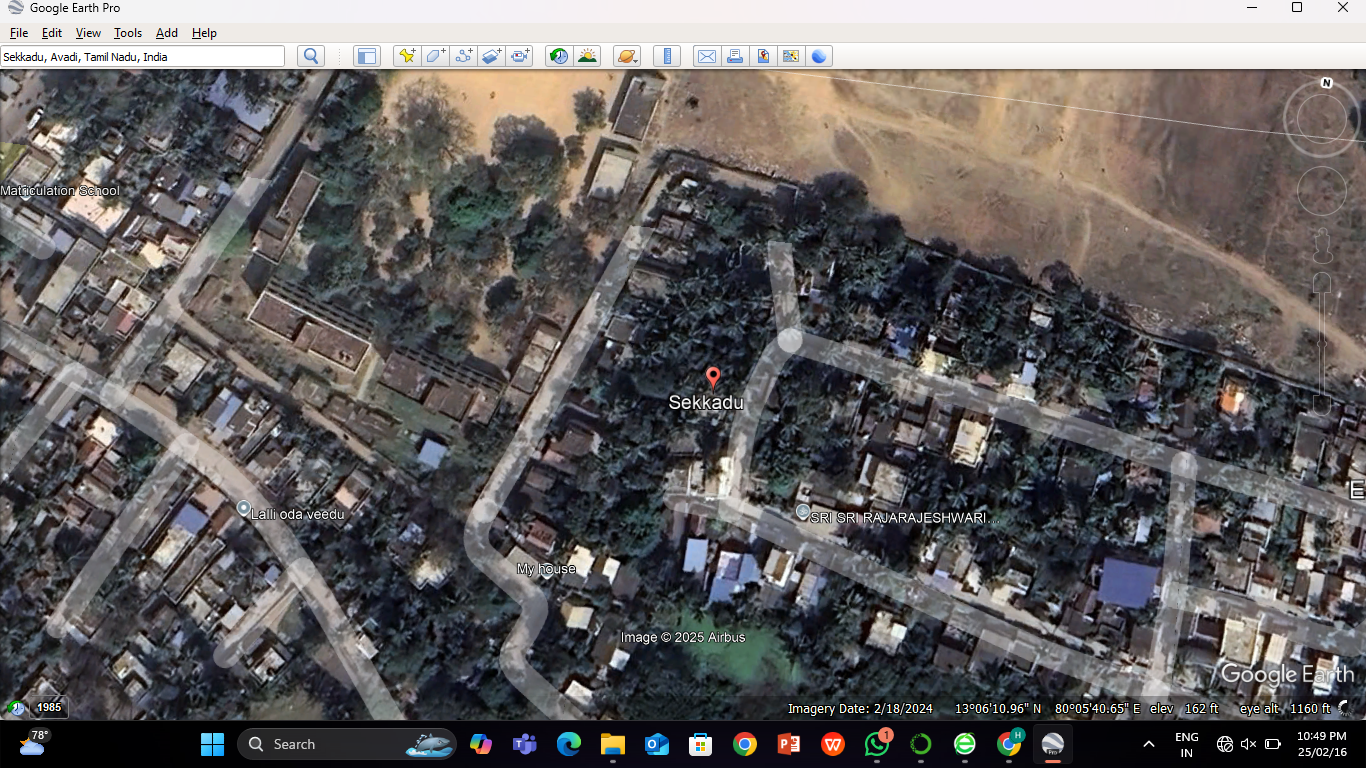 Google Earth Pro
File Edit View Tools Add Help
Sekkadu, Avadi, Tamil Nadu, India
N
Matriculation School
Sekkadu
E
Lalli oda veedu
SRI SRI RAJARAJESHWARI...
My house
Image © 2025 Airbus
Google Earth
1985
Imagery Date: 2/18/2024 13°06'10.96" N 80°05'40.65" E elev 162 ft eye alt 1160 ft
78°
Search
1
H
Pro
ENG
IN
10:49 PM
25/02/16